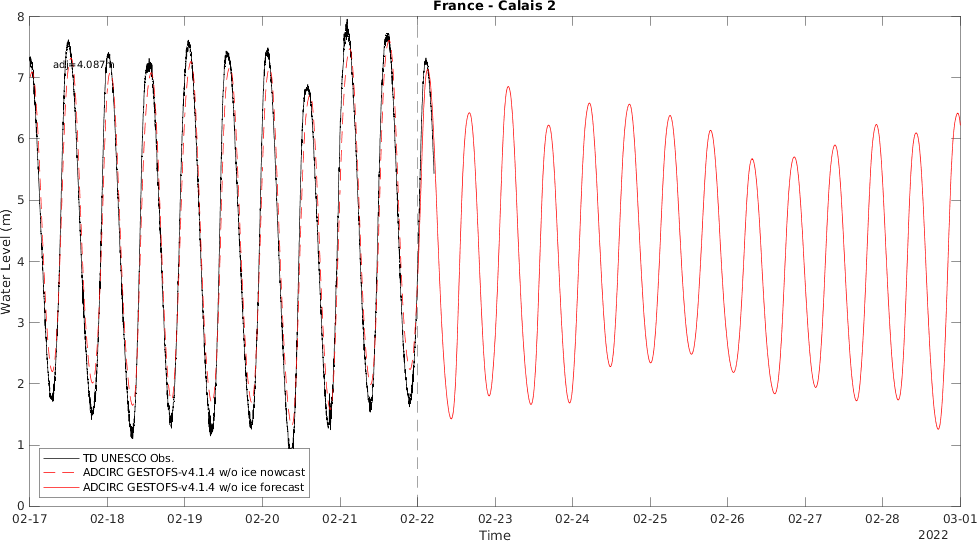 France - Calais 2
8
7
6
5
4
3
2
1
0
Water Level (m)
adj=4.087m
TD UNESCO Obs.
ADCIRC GESTOFS-v4.1.4 w/o ice nowcast
ADCIRC GESTOFS-v4.1.4 w/o ice forecast
02-17 02-18 02-19 02-20 02-21 02-22 02-23 02-24 02-25 02-26 02-27 02-28 03-01
Time
2022